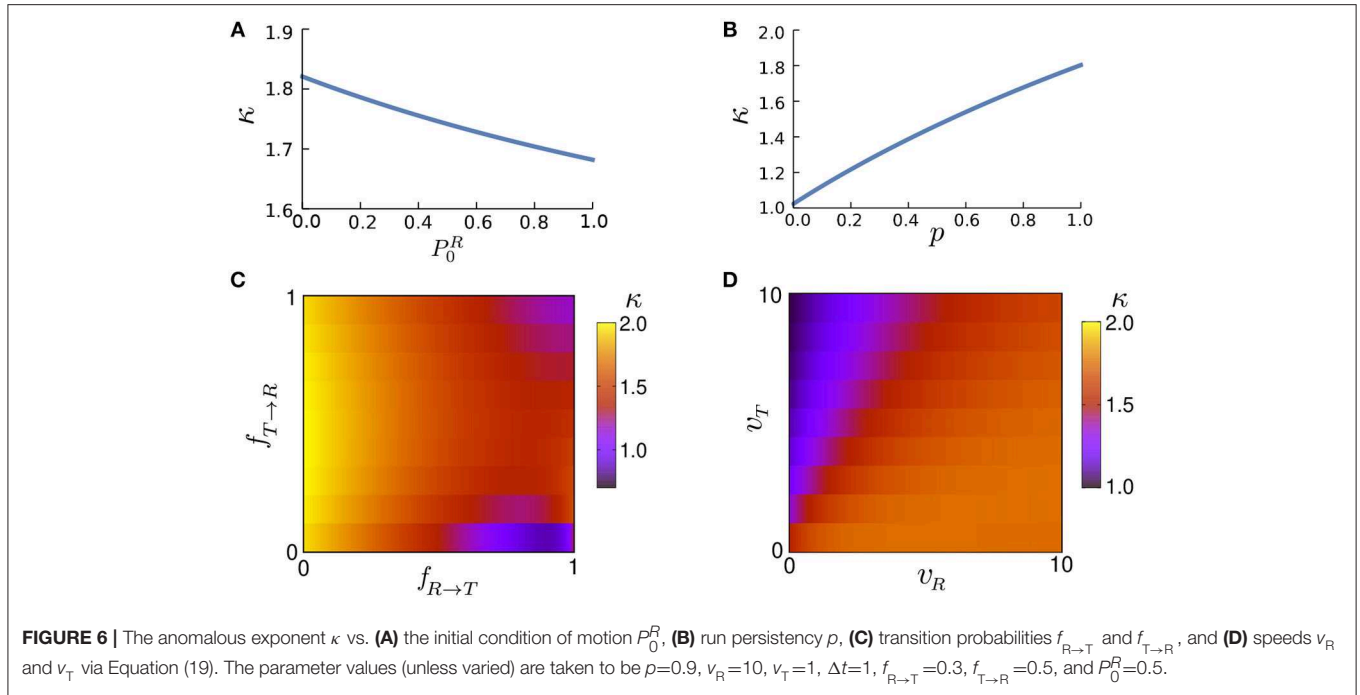 A
1.9
1.8
1.7
1.6
κ
0.0 0.2 0.4 0.6 0.8 1.0
P_0^R
B
2.0
1.8
1.6
1.4
1.2
1.0
κ
0.0 0.2 0.4 0.6 0.8 1.0
p
C
1
f_{T→R}
0
0 1
f_{R→T}
κ
2.0
1.5
1.0
D
10
v_T
0
0 10
v_R
κ
2.0
1.5
1.0
FIGURE 6 | The anomalous exponent κ vs. (A) the initial condition of motion P_0^R, (B) run persistency p, (C) transition probabilities f_{R→T} and f_{T→R}, and (D) speeds v_R
and v_T via Equation (19). The parameter values (unless varied) are taken to be p=0.9, v_R=10, v_T=1, Δt=1, f_{R→T}=0.3, f_{T→R}=0.5, and P_0^R=0.5.